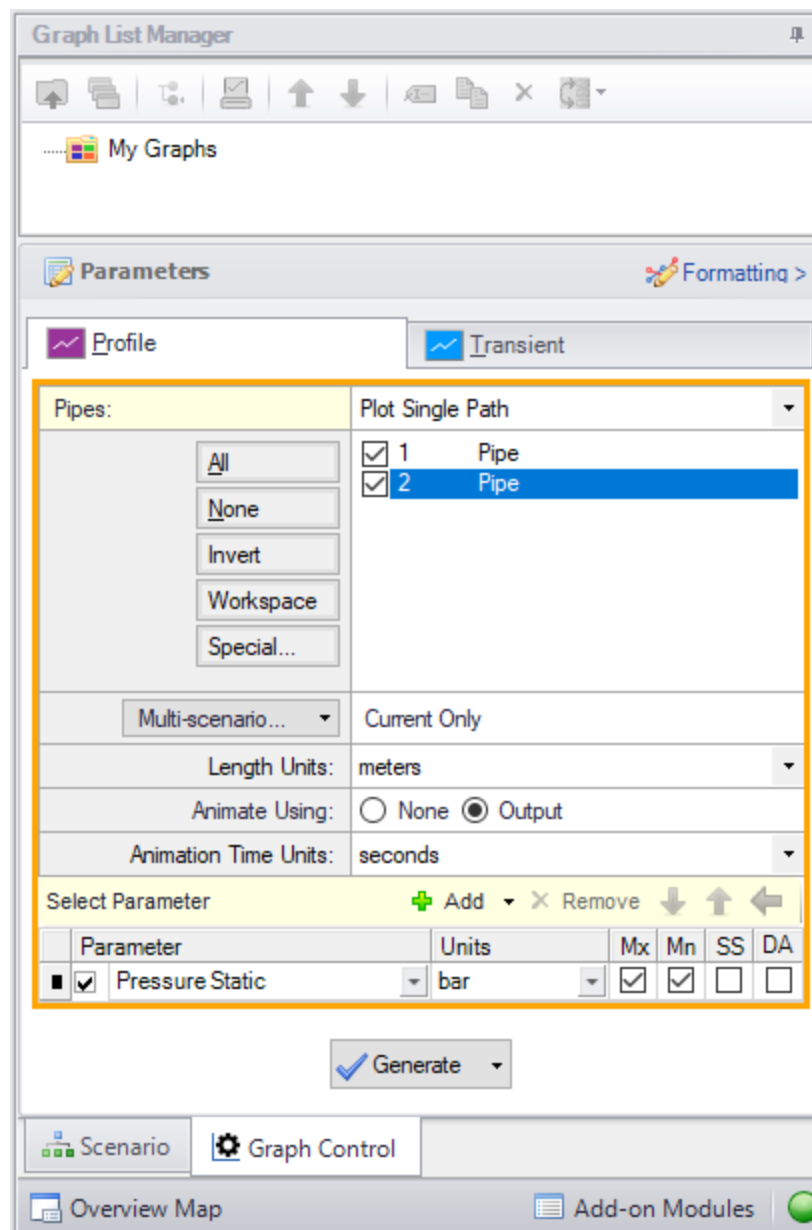 Graph List Manager
My Graphs
Parameters
Formatting >
Profile
Transient
Pipes:
Plot Single Path
All
1 Pipe
2 Pipe
None
Invert
Workspace
Special...
Multi-scenario...
Current Only
Length Units:
meters
Animate Using:
None
Output
Animation Time Units:
seconds
Select Parameter
Add
Remove
Parameter Units Mx Mn SS DA
Pressure Static bar
Generate
Scenario
Graph Control
Overview Map
Add-on Modules